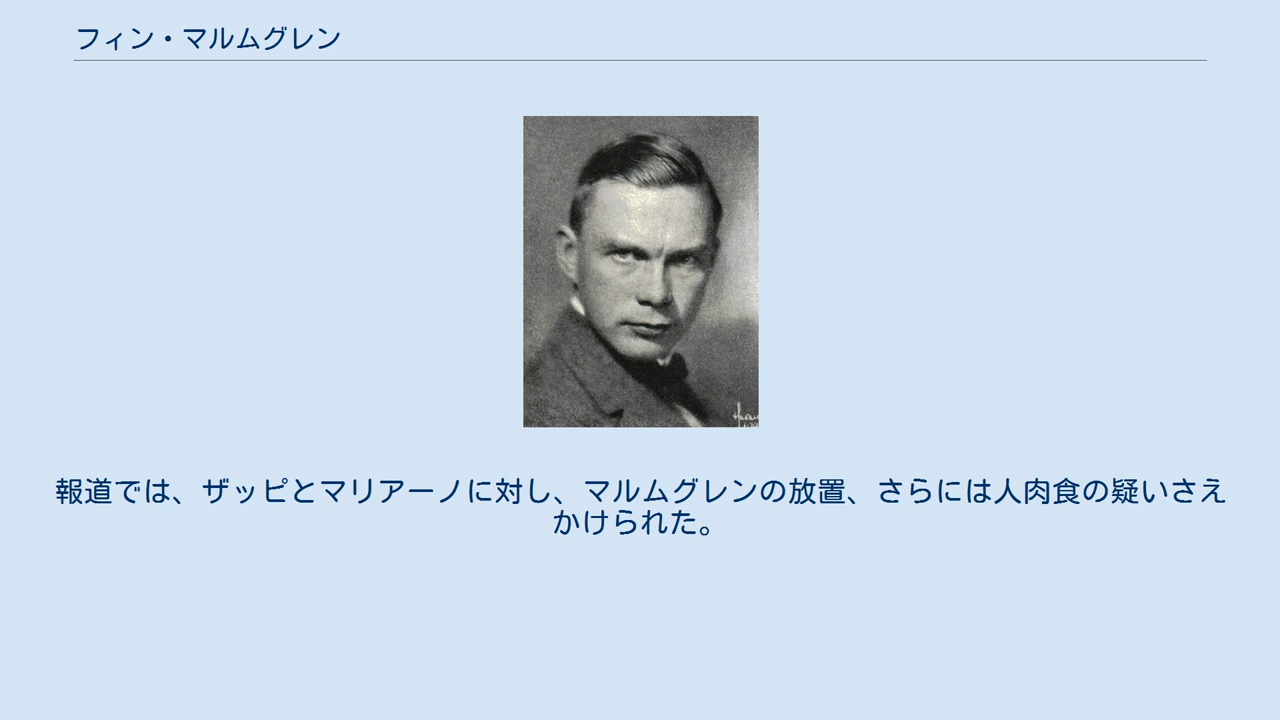 フィン・マルムグレン
報道では、ザッピとマリアーノに対し、マルムグレンの放置、さらには人肉食の疑いさえ
かけられた。